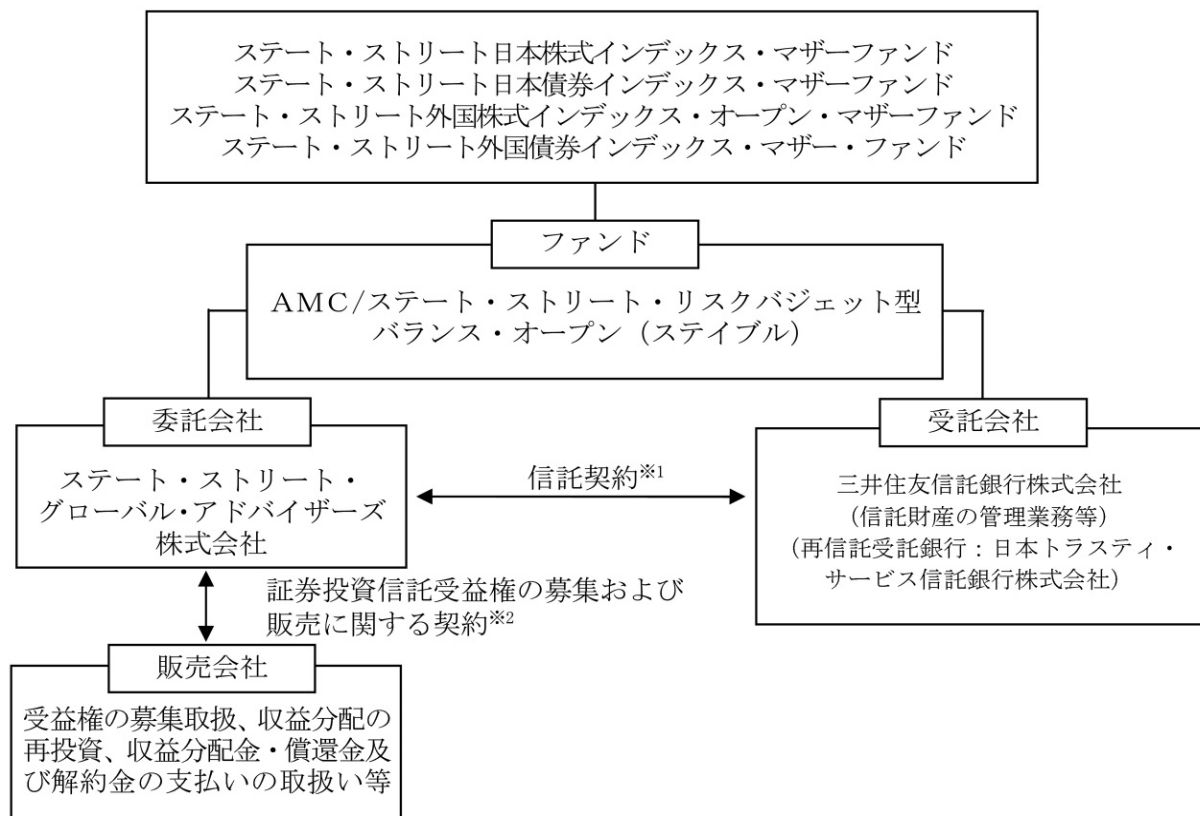 ステート・ストリート日本株式インデックス・マザーファンド
ステート・ストリート日本債券インデックス・マザーファンド
ステート・ストリート外国株式インデックス・オープン・マザーファンド
ステート・ストリート外国債券インデックス・マザー・ファンド
ファンド
AMC/ステート・ストリート・リスクバジェット型
バランス・オープン（ステイブル）
委託会社
ステート・ストリート・
グローバル・アドバイザーズ
株式会社
信託契約※1
受託会社
三井住友信託銀行株式会社
（信託財産の管理業務等）
（再信託受託銀行：日本トラスティ・
サービス信託銀行株式会社）
証券投資信託受益権の募集および
販売に関する契約※2
販売会社
受益権の募集取扱、収益分配の
再投資、収益分配金・償還金及
び解約金の支払いの取扱い等